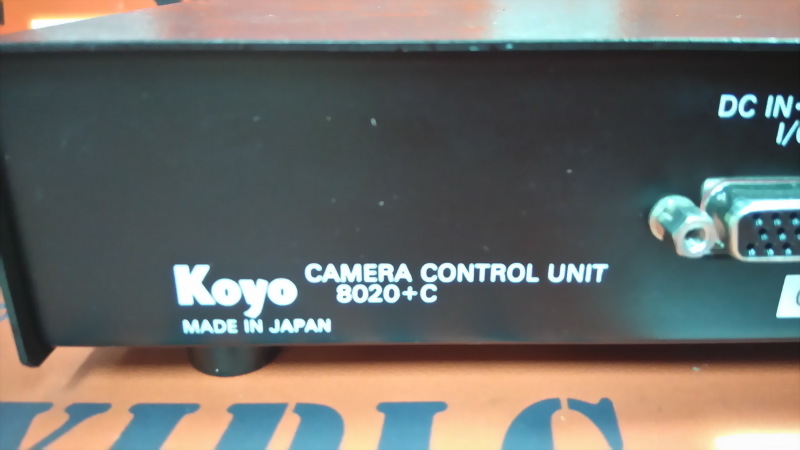 DC IN
Koyo CAMERA CONTROL UNIT
8020+C
MADE IN JAPAN